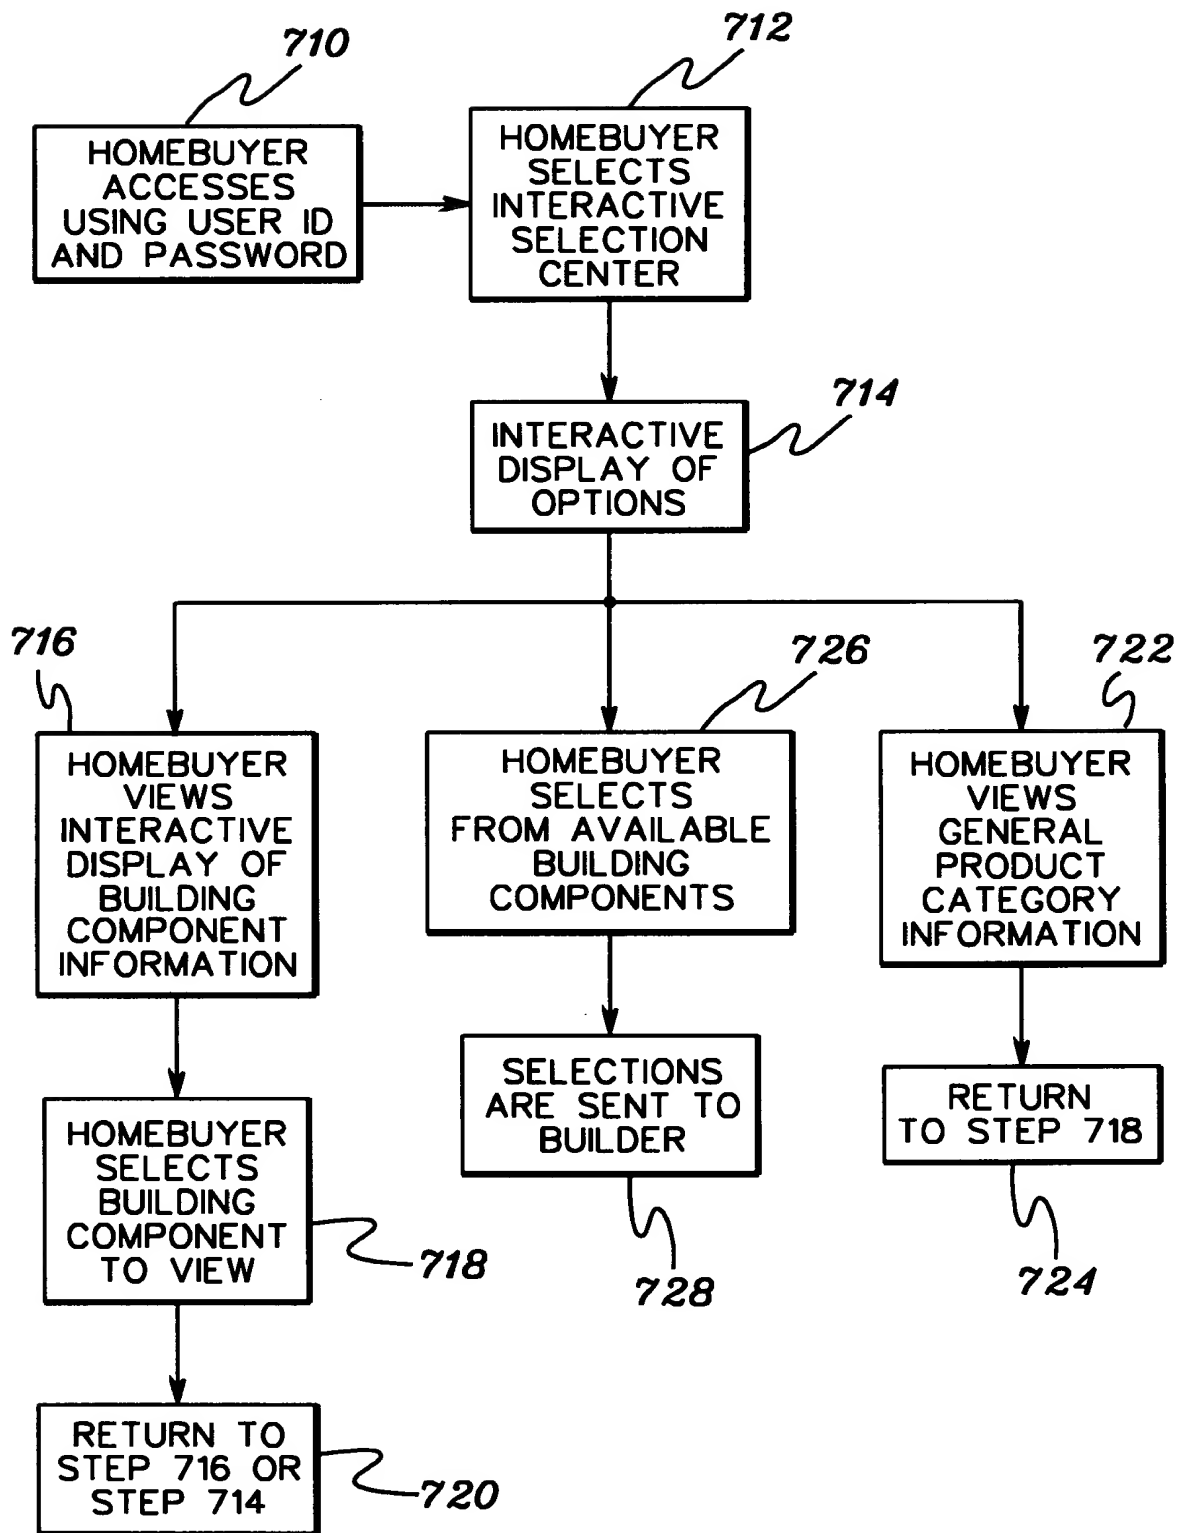 710
HOMEBUYER
ACCESSES
USING USER ID
AND PASSWORD
712
HOMEBUYER
SELECTS
INTERACTIVE
SELECTION
CENTER
714
INTERACTIVE
DISPLAY OF
OPTIONS
716
HOMEBUYER
VIEWS
INTERACTIVE
DISPLAY OF
BUILDING
COMPONENT
INFORMATION
HOMEBUYER
SELECTS
BUILDING
COMPONENT
TO VIEW
718
RETURN TO
STEP 716 OR
STEP 714
720
726
HOMEBUYER
SELECTS
FROM AVAILABLE
BUILDING
COMPONENTS
SELECTIONS
ARE SENT TO
BUILDER
728
722
HOMEBUYER
VIEWS
GENERAL
PRODUCT
CATEGORY
INFORMATION
RETURN
TO STEP 718
724